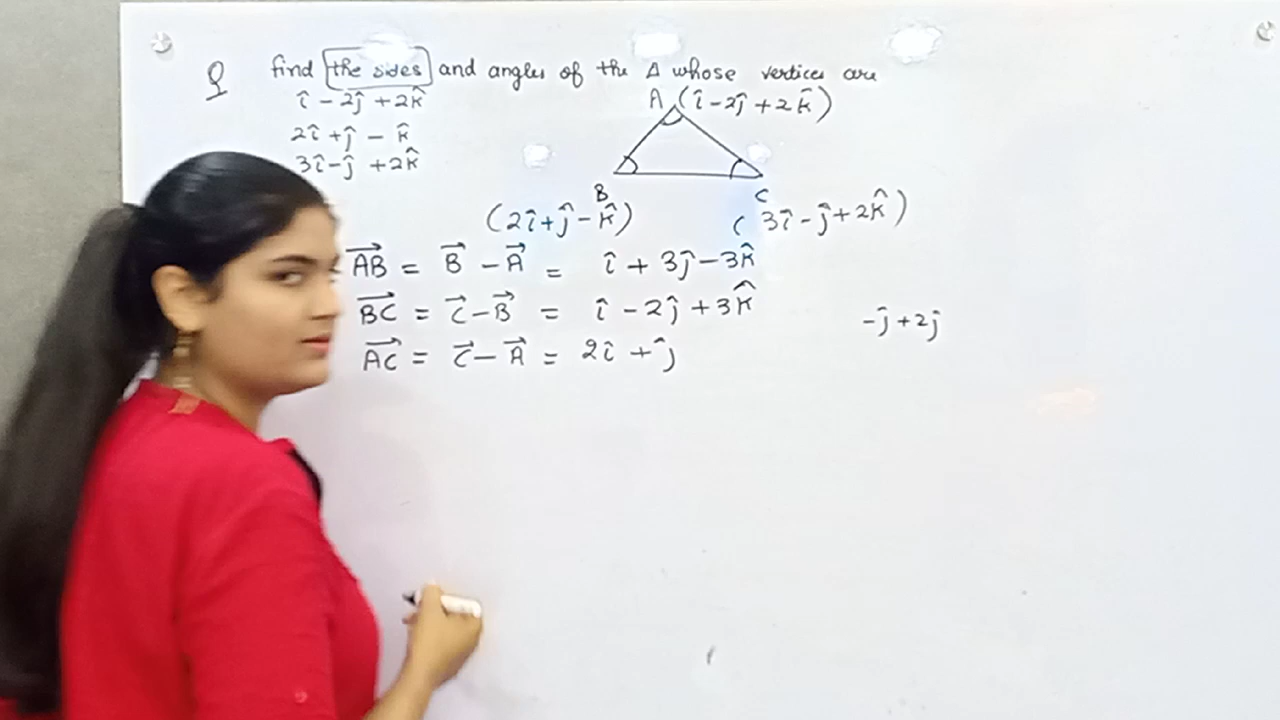 Q find the sides and angles of the Δ whose vertices are
î - 2ĵ + 2k̂
2î + ĵ - k̂
3î - ĵ + 2k̂
A (î - 2ĵ + 2k̂)
B
C
(2î + ĵ - k̂)
(3î - ĵ + 2k̂)
AB⃗ = B⃗ - A⃗ = î + 3ĵ - 3k̂
BC⃗ = C⃗ - B⃗ = î - 2ĵ + 3k̂
-ĵ + 2ĵ
AC⃗ = C⃗ - A⃗ = 2î + ĵ